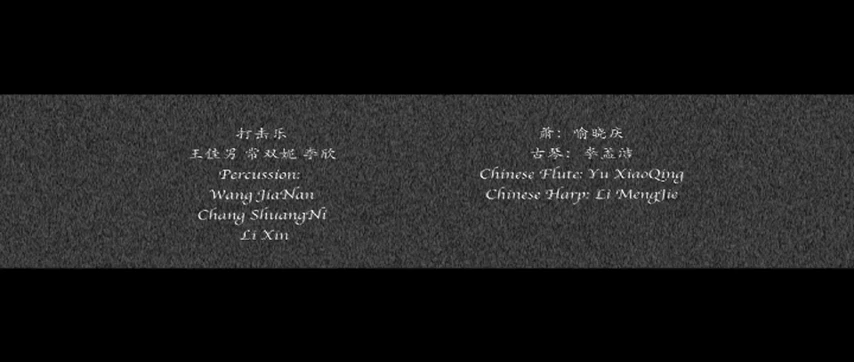 打击乐
王佳男 常双妮 李欣
Percussion:
Wang JiaNan
Chang ShuangNi
Li Xin
萧: 喻晓庆
古琴: 李孟洁
Chinese Flute: Yu XiaoQing
Chinese Harp: Li MengJie